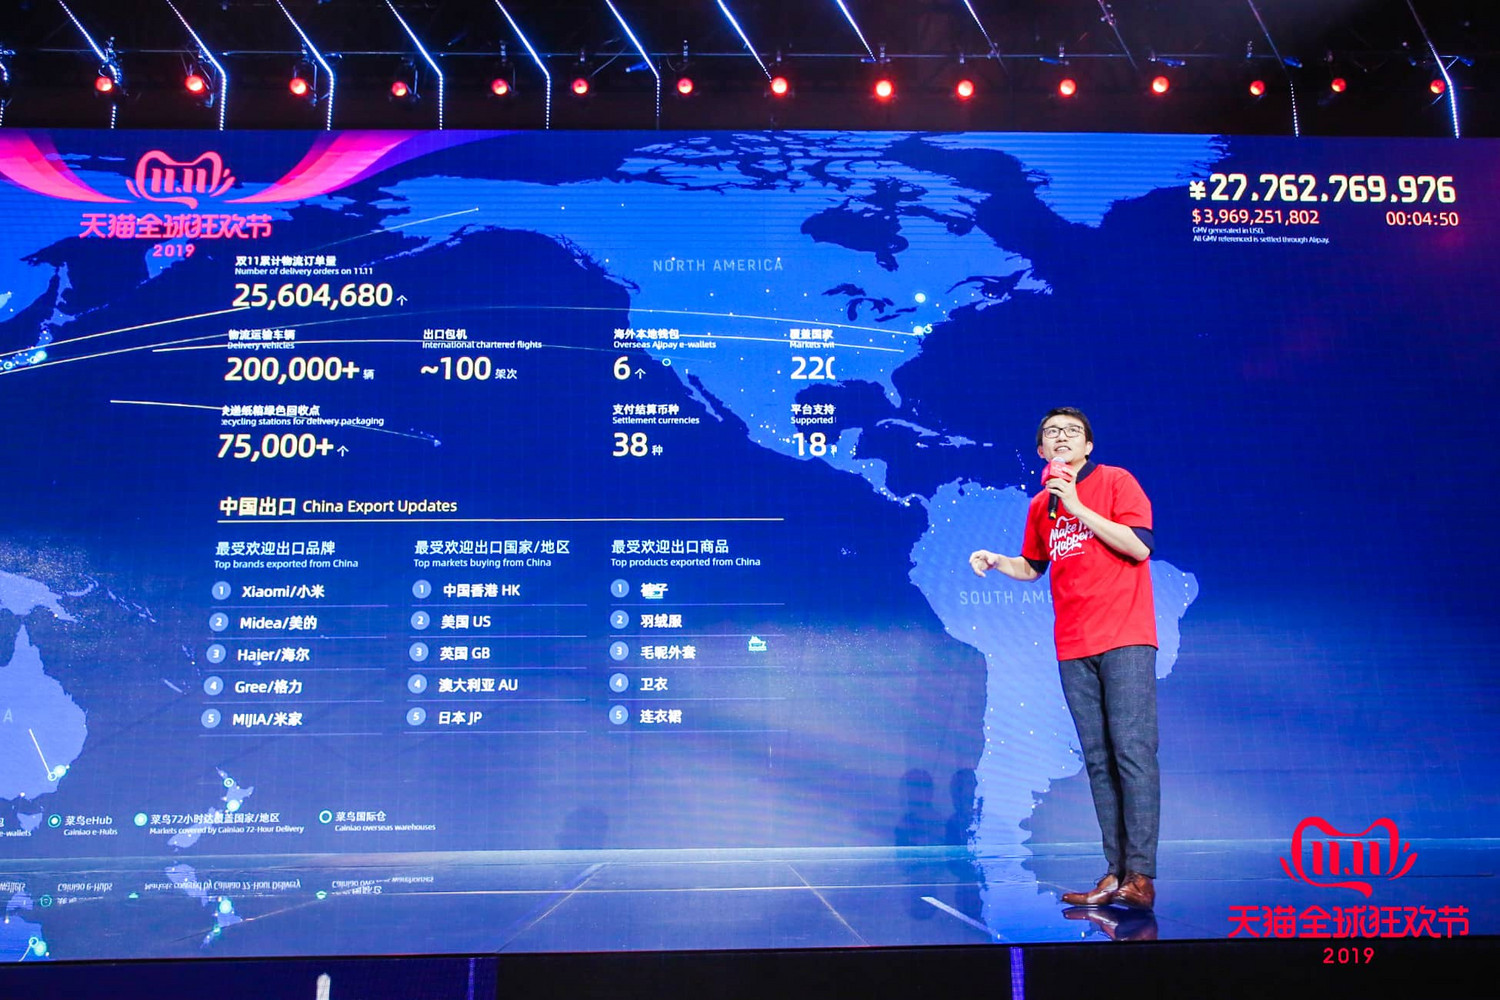 11.11
天猫全球狂欢节
2019
¥27,762,769,976
$3,969,251,802 00:04:50
GMV generated in USD.
All GMV referenced is settled through Alipay.
双11累计物流订单量
Number of delivery orders on 11.11
25,604,680个
NORTH AMERICA
物流运输车辆
Delivery vehicles
200,000+辆
出口包机
International chartered flights
~100架次
海外本地钱包
Overseas Alipay e-wallets
6个
覆盖国家
Markets
快递纸箱绿色回收点
recycling stations for delivery packaging
75,000+个
支付结算币种
Settlement currencies
38种
平台支持
Supported
18
中国出口 China Export Updates
最受欢迎出口品牌
Top brands exported from China
1 Xiaomi/小米
2 Midea/美的
3 Haier/海尔
4 Gree/格力
5 MIJIA/米家
最受欢迎出口国家/地区
Top markets buying from China
1 中国香港 HK
2 美国 US
3 英国 GB
4 澳大利亚 AU
5 日本 JP
最受欢迎出口商品
Top products exported from China
1
2 羽绒服
3 毛呢外套
4 卫衣
5 连衣裙
Make It
Happen
SOUTH AME
A
包
e-wallets
菜鸟eHub
Cainiao e-Hubs
菜鸟72小时达覆盖国家/地区
Markets covered by Cainiao 72-Hour Delivery
菜鸟国际仓
Cainiao overseas warehouses
11.11
天猫全球狂欢节
2019